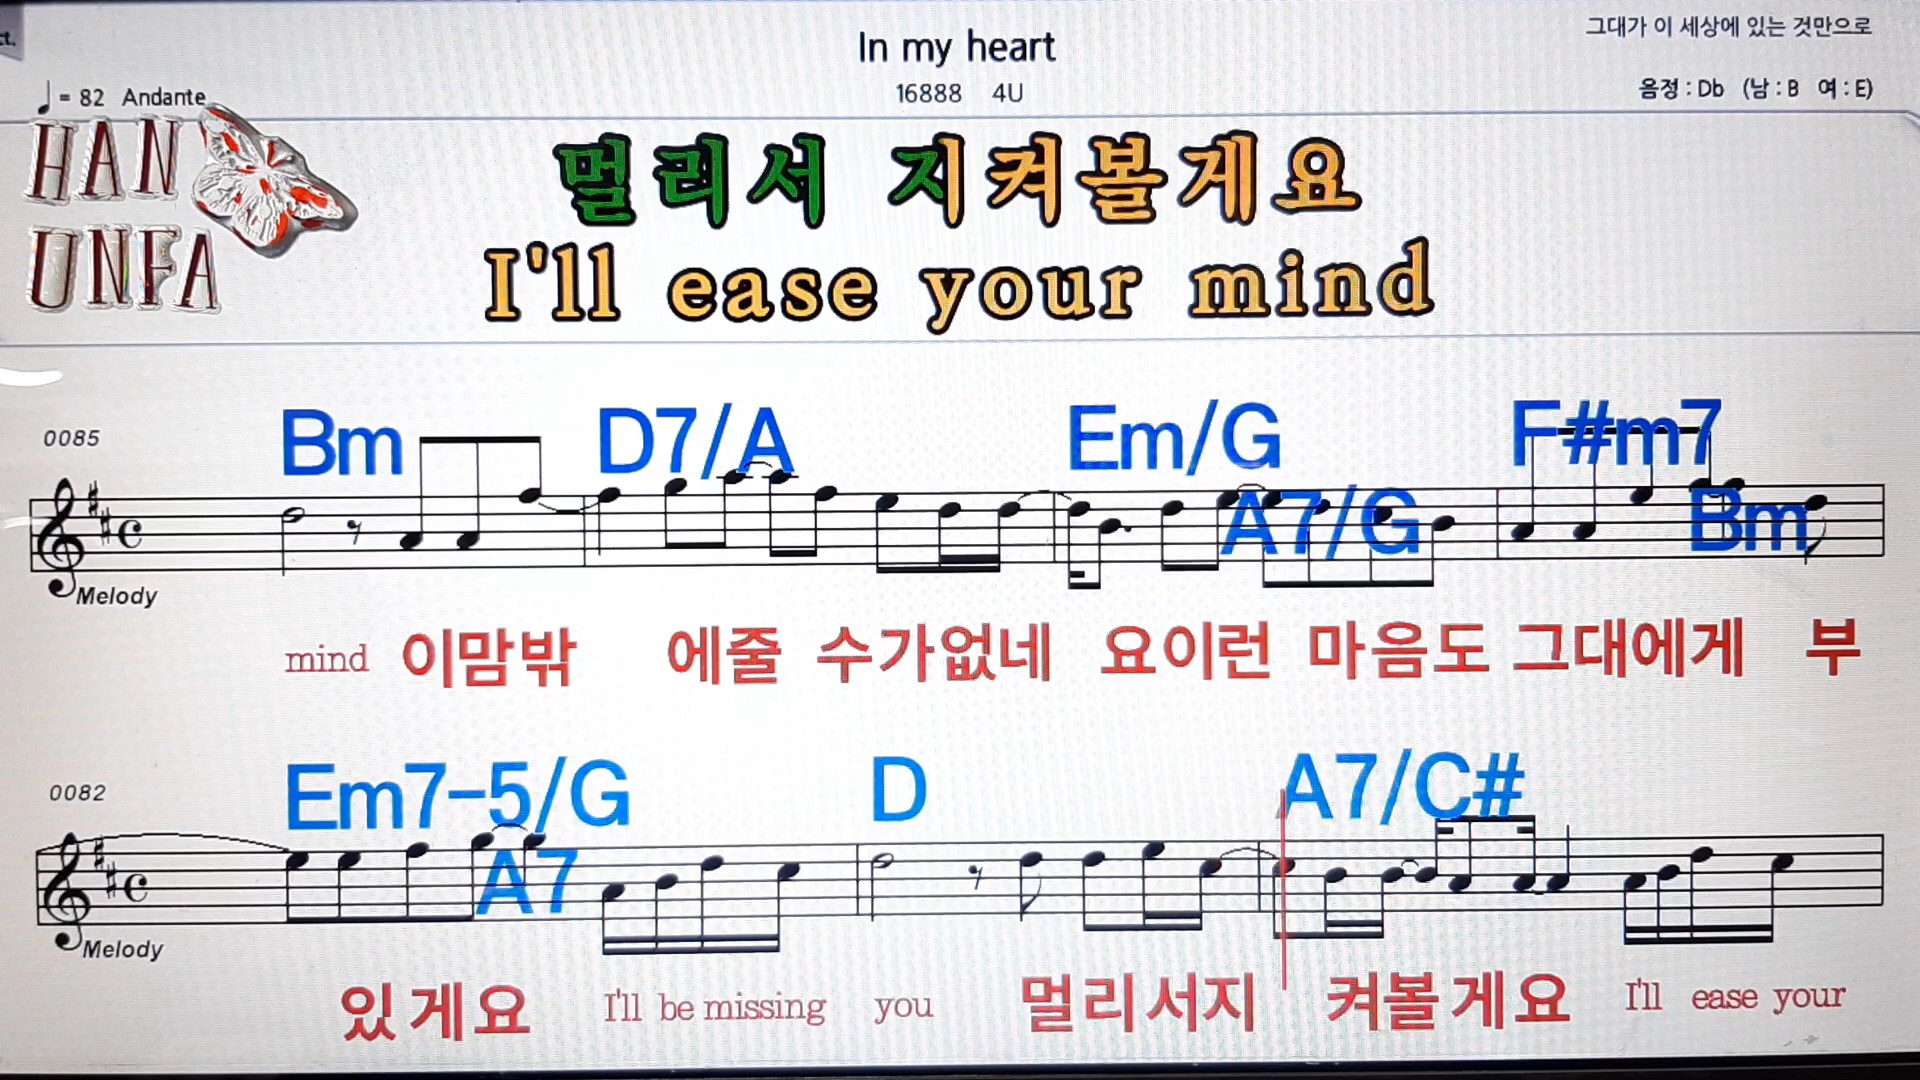 ct.
In my heart
그대가 이 세상에 있는 것만으로
♩ = 82 Andante
16888 4U
음정 : Db (남 : B 여 : E)
HAN
UNFA
멀리서 지켜볼게요
I'll ease your mind
0085
Bm D7/A Em/G F#m7
A7/G Bm
Melody
mind 이맘밖 에줄 수가없네 요이런 마음도 그대에게 부
0082
Em7-5/G D A7/C#
A7
Melody
있게요 I'll be missing you 멀리서지 켜볼게요 I'll ease your